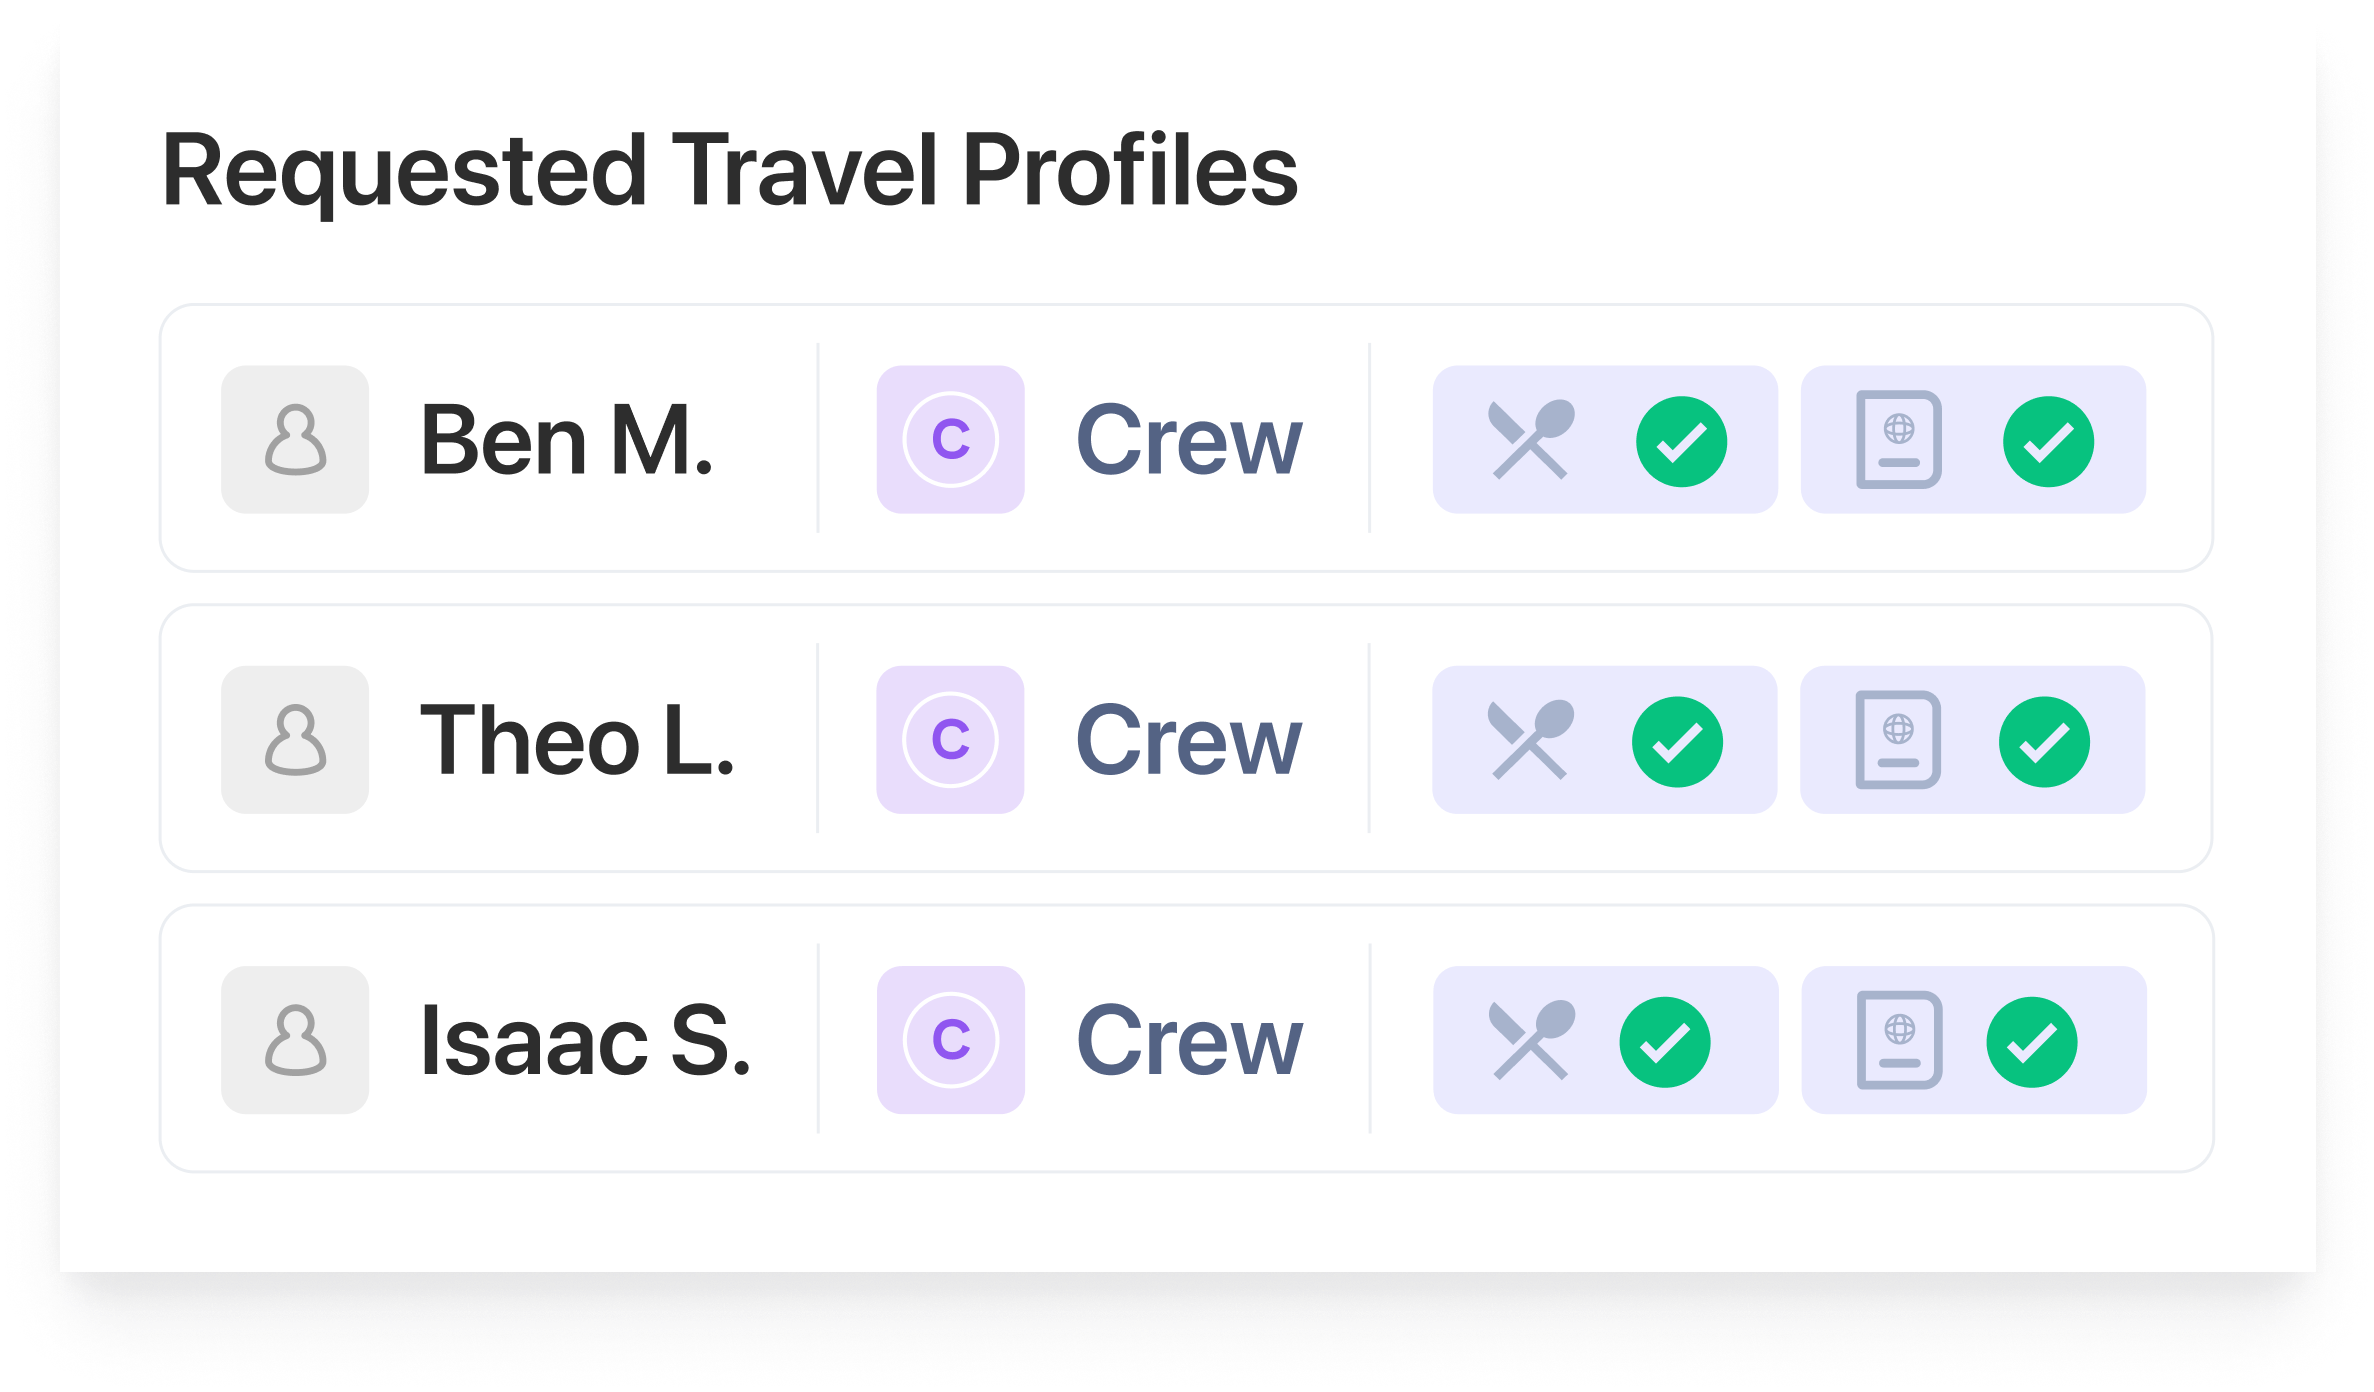 Requested Travel Profiles
Ben M. C Crew
Theo L. C Crew
Isaac S. C Crew